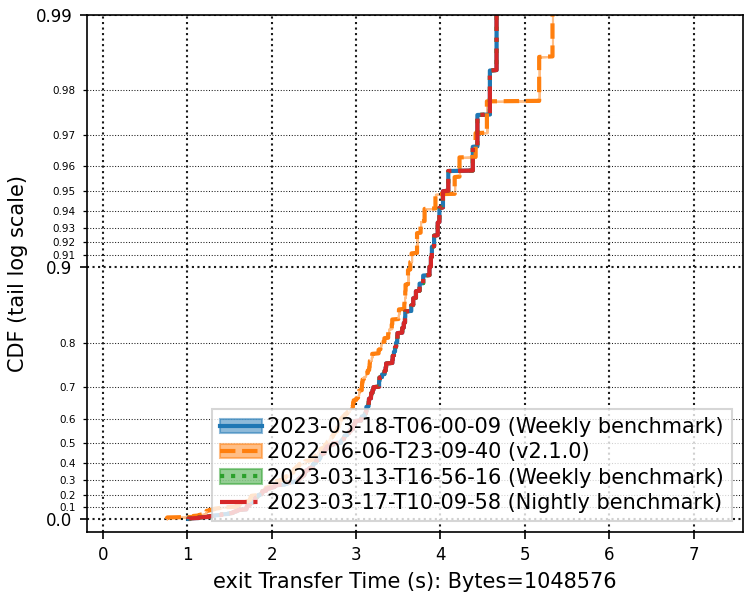 CDF (tail log scale)
0.99
0.98
0.97
0.96
0.95
0.94
0.93
0.92
0.91
0.9
0.8
0.7
0.6
0.5
0.4
0.3
0.2
0.1
0.0
2023-03-18-T06-00-09 (Weekly benchmark)
2022-06-06-T23-09-40 (v2.1.0)
2023-03-13-T16-56-16 (Weekly benchmark)
2023-03-17-T10-09-58 (Nightly benchmark)
0 1 2 3 4 5 6 7
exit Transfer Time (s): Bytes=1048576